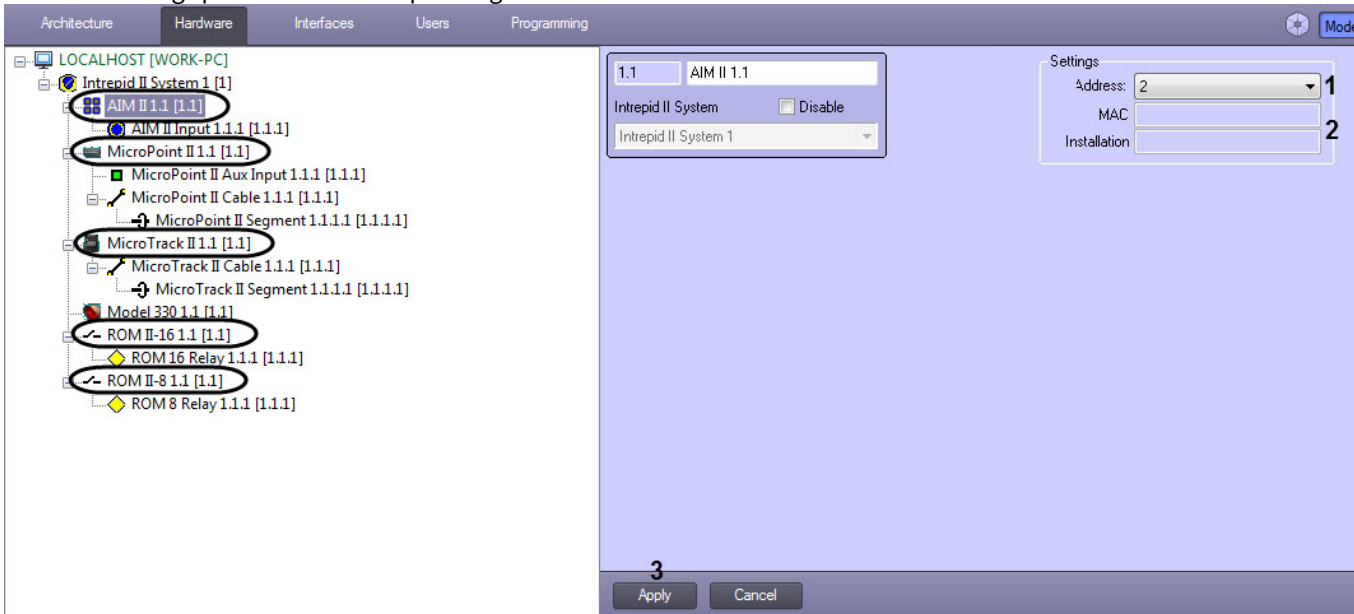 Architecture Hardware Interfaces Users Programming
LOCALHOST [WORK-PC]
Intrepid II System 1 [1]
AIM II 1.1 [1.1]
AIM II Input 1.1.1 [1.1.1]
MicroPoint II 1.1 [1.1]
MicroPoint II Aux Input 1.1.1 [1.1.1]
MicroPoint II Cable 1.1.1 [1.1.1]
MicroPoint II Segment 1.1.1.1 [1.1.1.1]
MicroTrack II 1.1 [1.1]
MicroTrack II Cable 1.1.1 [1.1.1]
MicroTrack II Segment 1.1.1.1 [1.1.1.1]
Model 330 1.1 [1.1]
ROM II-16 1.1 [1.1]
ROM 16 Relay 1.1.1 [1.1.1]
ROM II-8 1.1 [1.1]
ROM 8 Relay 1.1.1 [1.1.1]
1.1 AIM II 1.1
Intrepid II System Disable
Intrepid II System 1
Settings
Address: 2 1
MAC
Installation 2
3
Apply Cancel